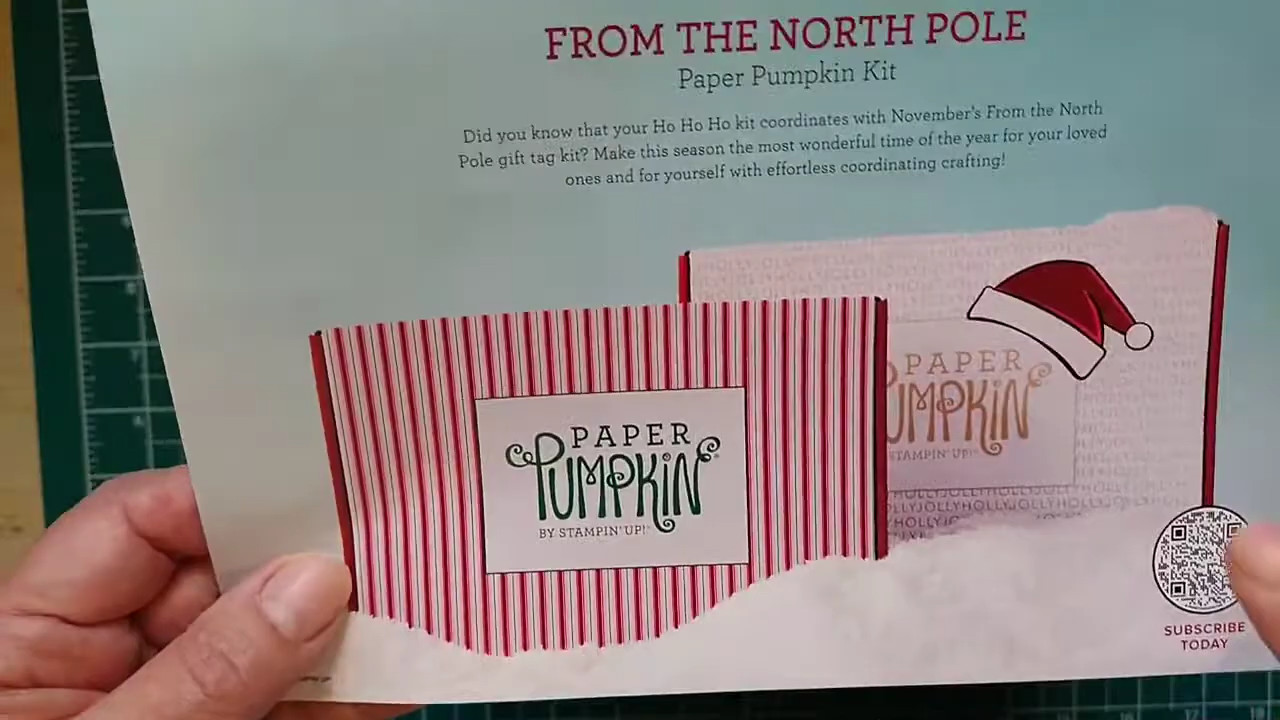 FROM THE NORTH POLE
Paper Pumpkin Kit
Did you know that your Ho Ho Ho kit coordinates with November's From the North
Pole gift tag kit? Make this season the most wonderful time of the year for your loved
ones and for yourself with effortless coordinating crafting!
PAPER
PUMPKIN
BY STAMPIN' UP!
PAPER
UMPKIN
STAMPIN' UP!
SUBSCRIBE
TODAY